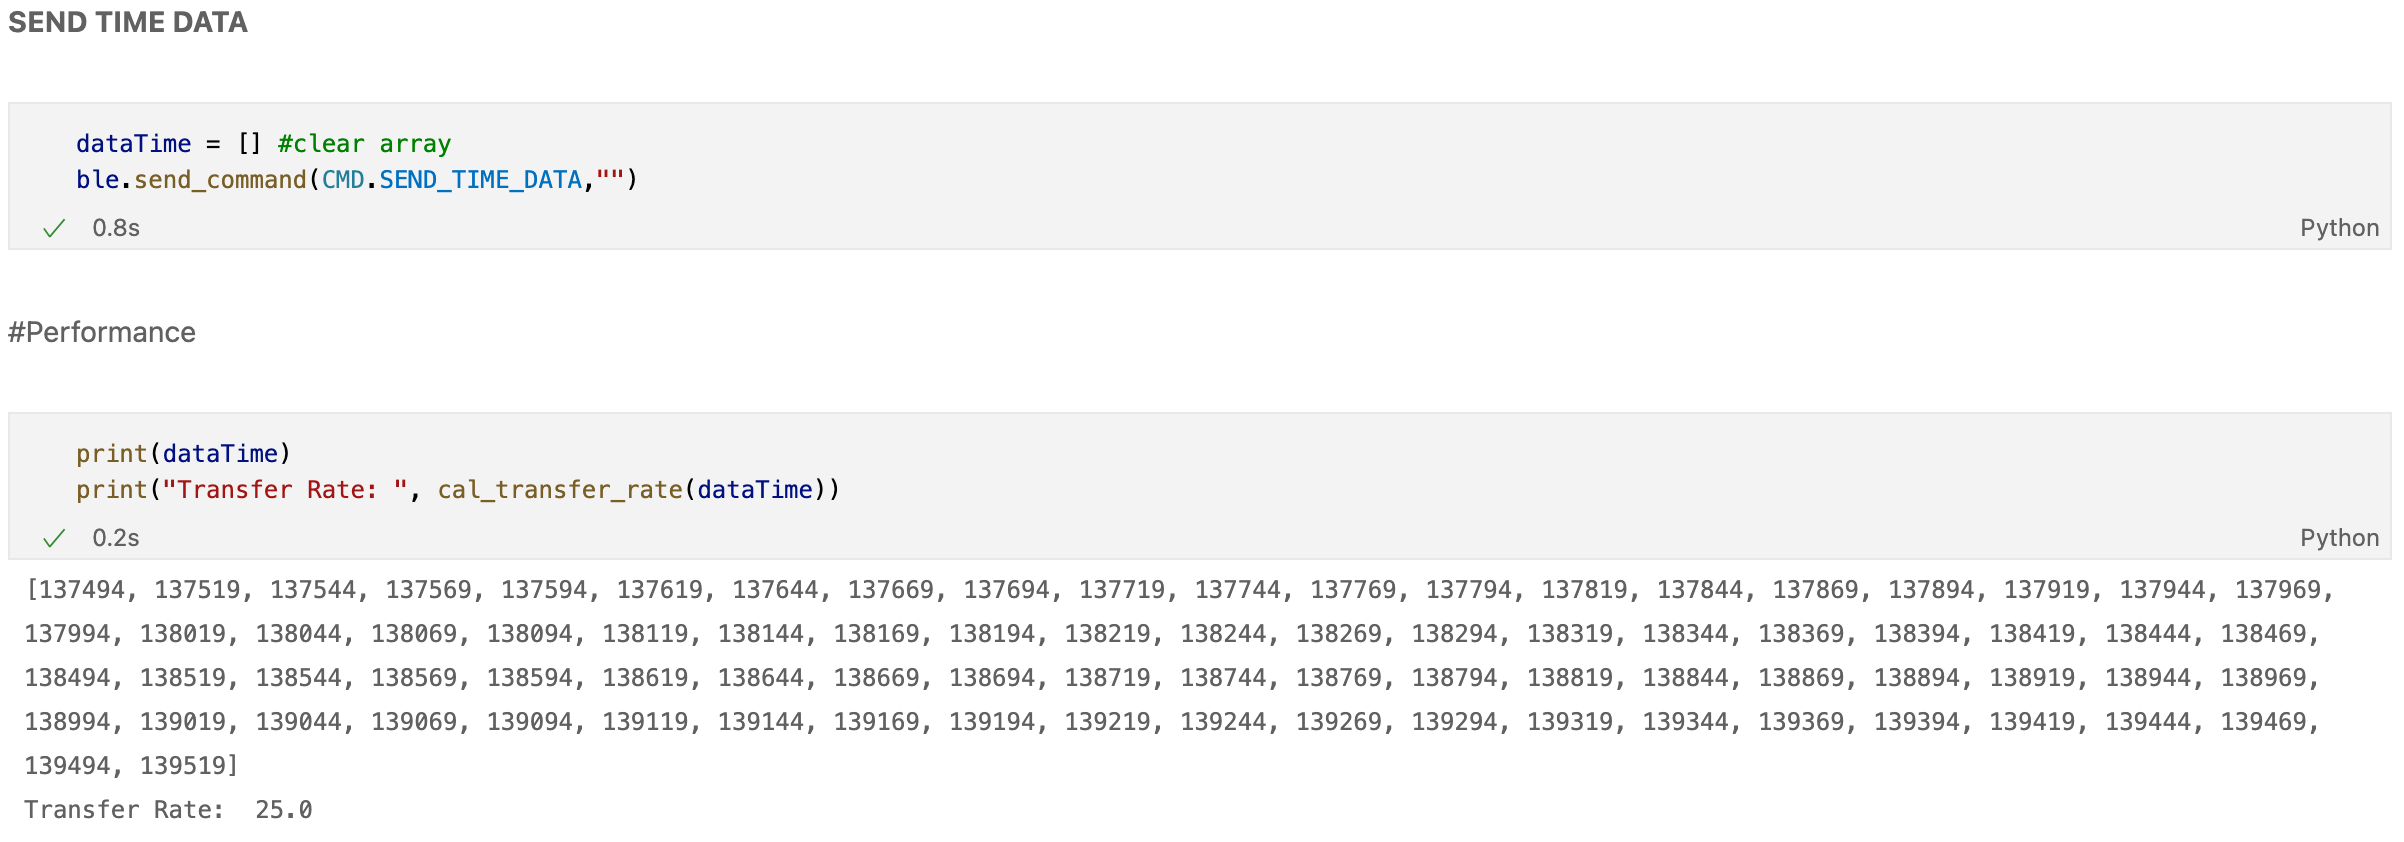 SEND TIME DATA
dataTime = [] #clear array
ble.send_command(CMD.SEND_TIME_DATA,"")
0.8s
Python
#Performance
print(dataTime)
print("Transfer Rate: ", cal_transfer_rate(dataTime))
0.2s
Python
[137494, 137519, 137544, 137569, 137594, 137619, 137644, 137669, 137694, 137719, 137744, 137769, 137794, 137819, 137844, 137869, 137894, 137919, 137944, 137969,
137994, 138019, 138044, 138069, 138094, 138119, 138144, 138169, 138194, 138219, 138244, 138269, 138294, 138319, 138344, 138369, 138394, 138419, 138444, 138469,
138494, 138519, 138544, 138569, 138594, 138619, 138644, 138669, 138694, 138719, 138744, 138769, 138794, 138819, 138844, 138869, 138894, 138919, 138944, 138969,
138994, 139019, 139044, 139069, 139094, 139119, 139144, 139169, 139194, 139219, 139244, 139269, 139294, 139319, 139344, 139369, 139394, 139419, 139444, 139469,
139494, 139519]
Transfer Rate:  25.0